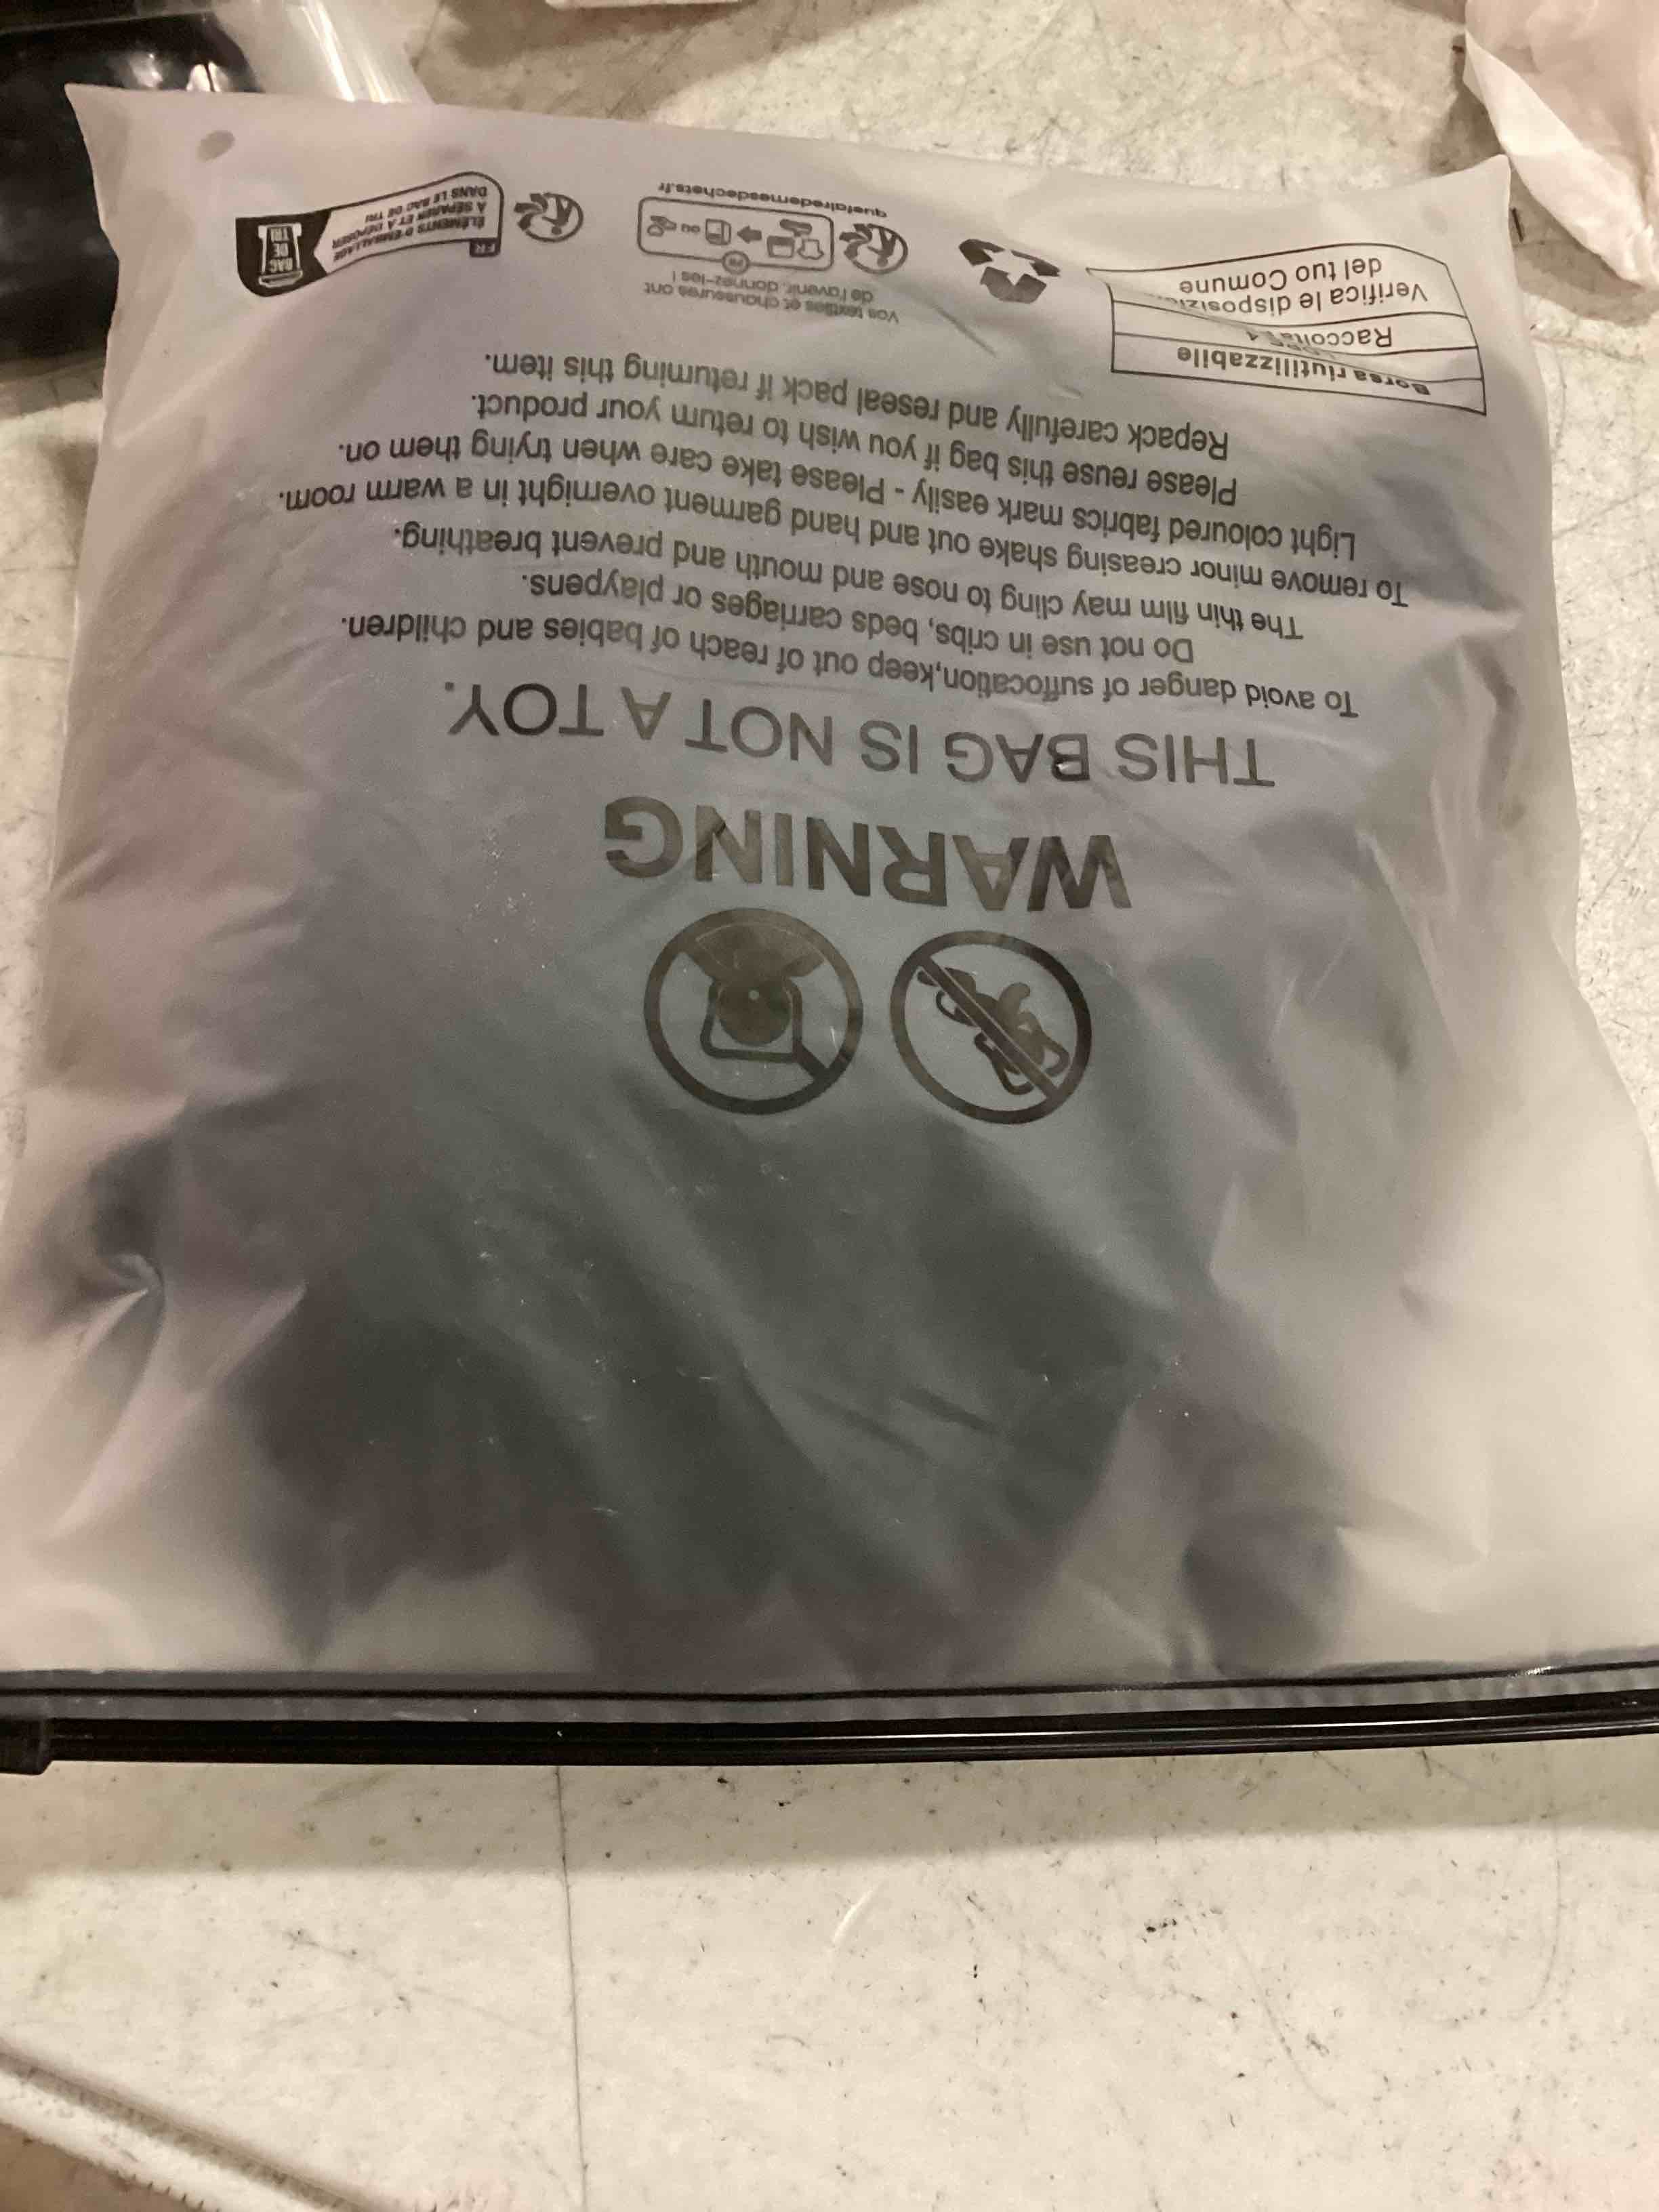 WARNING
THIS BAG IS NOT A TOY.
To avoid danger of suffocation,keep out of reach of babies and children.
Do not use in cribs, beds, carriages or playpens.
The thin film may cling to nose and mouth and prevent breathing.
To remove minor creasing shake out and hand garment overnight in a warm room.
Light coloured fabrics mark easily - Please take care when trying them on.
Please reuse this bag if you wish to return your product.
Repack carefully and reseal pack if returning this item.
Borsa riutilizzabile
Raccolta
Verifica le
del tuo Comune
Vos textiles et chaussures ont
de l'avenir, donnez-les !
FR
ou
quefairedemesdechets.fr
FR
ÉLÉMENTS D'EMBALLAGE
À SÉPARER ET À DÉPOSER
DANS LE BAC DE TRI
BAC
DE
TRI